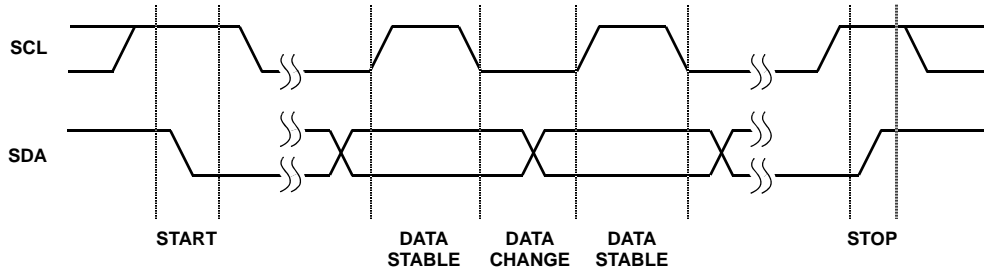 SCL
SDA
START
DATA
STABLE
DATA
CHANGE
DATA
STABLE
STOP